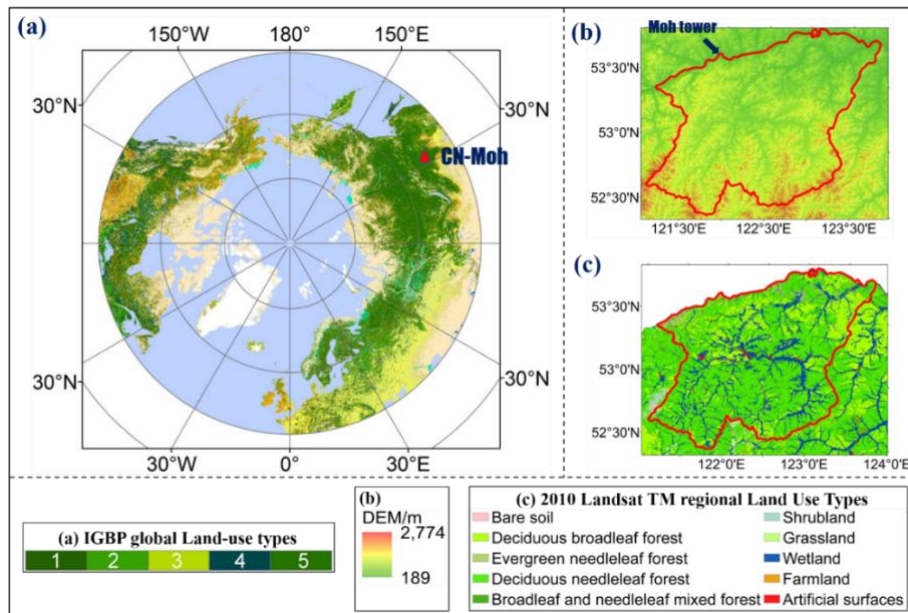 (a)
150°W 180° 150°E
30°N 30°N
CN-Moh
30°N 30°N
30°W 0° 30°E
(b)
Moh tower
53°30'N
53°0'N
52°30'N
121°30'E 122°30'E 123°30'E
(c)
53°30'N
53°0'N
52°30'N
122°0'E 123°0'E 124°0'E
(a) IGBP global Land-use types
1 2 3 4 5
(b)
DEM/m
2,774
189
(c) 2010 Landsat TM regional Land Use Types
Bare soil
Deciduous broadleaf forest
Evergreen needleleaf forest
Deciduous needleleaf forest
Broadleaf and needleleaf mixed forest
Shrubland
Grassland
Wetland
Farmland
Artificial surfaces